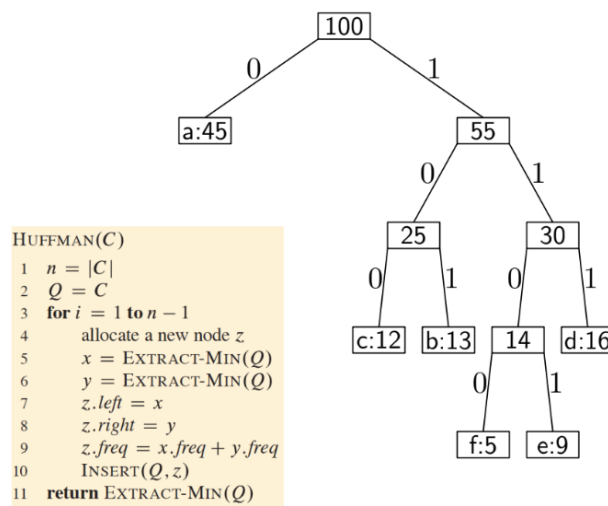 100
0
1
a:45
55
0
1
25
30
0
1
0
1
c:12
b:13
14
d:16
0
1
f:5
e:9
HUFFMAN(C)
1 n = |C|
2 Q = C
3 for i = 1 to n − 1
4 allocate a new node z
5 x = EXTRACT-MIN(Q)
6 y = EXTRACT-MIN(Q)
7 z.left = x
8 z.right = y
9 z.freq = x.freq + y.freq
10 INSERT(Q, z)
11 return EXTRACT-MIN(Q)